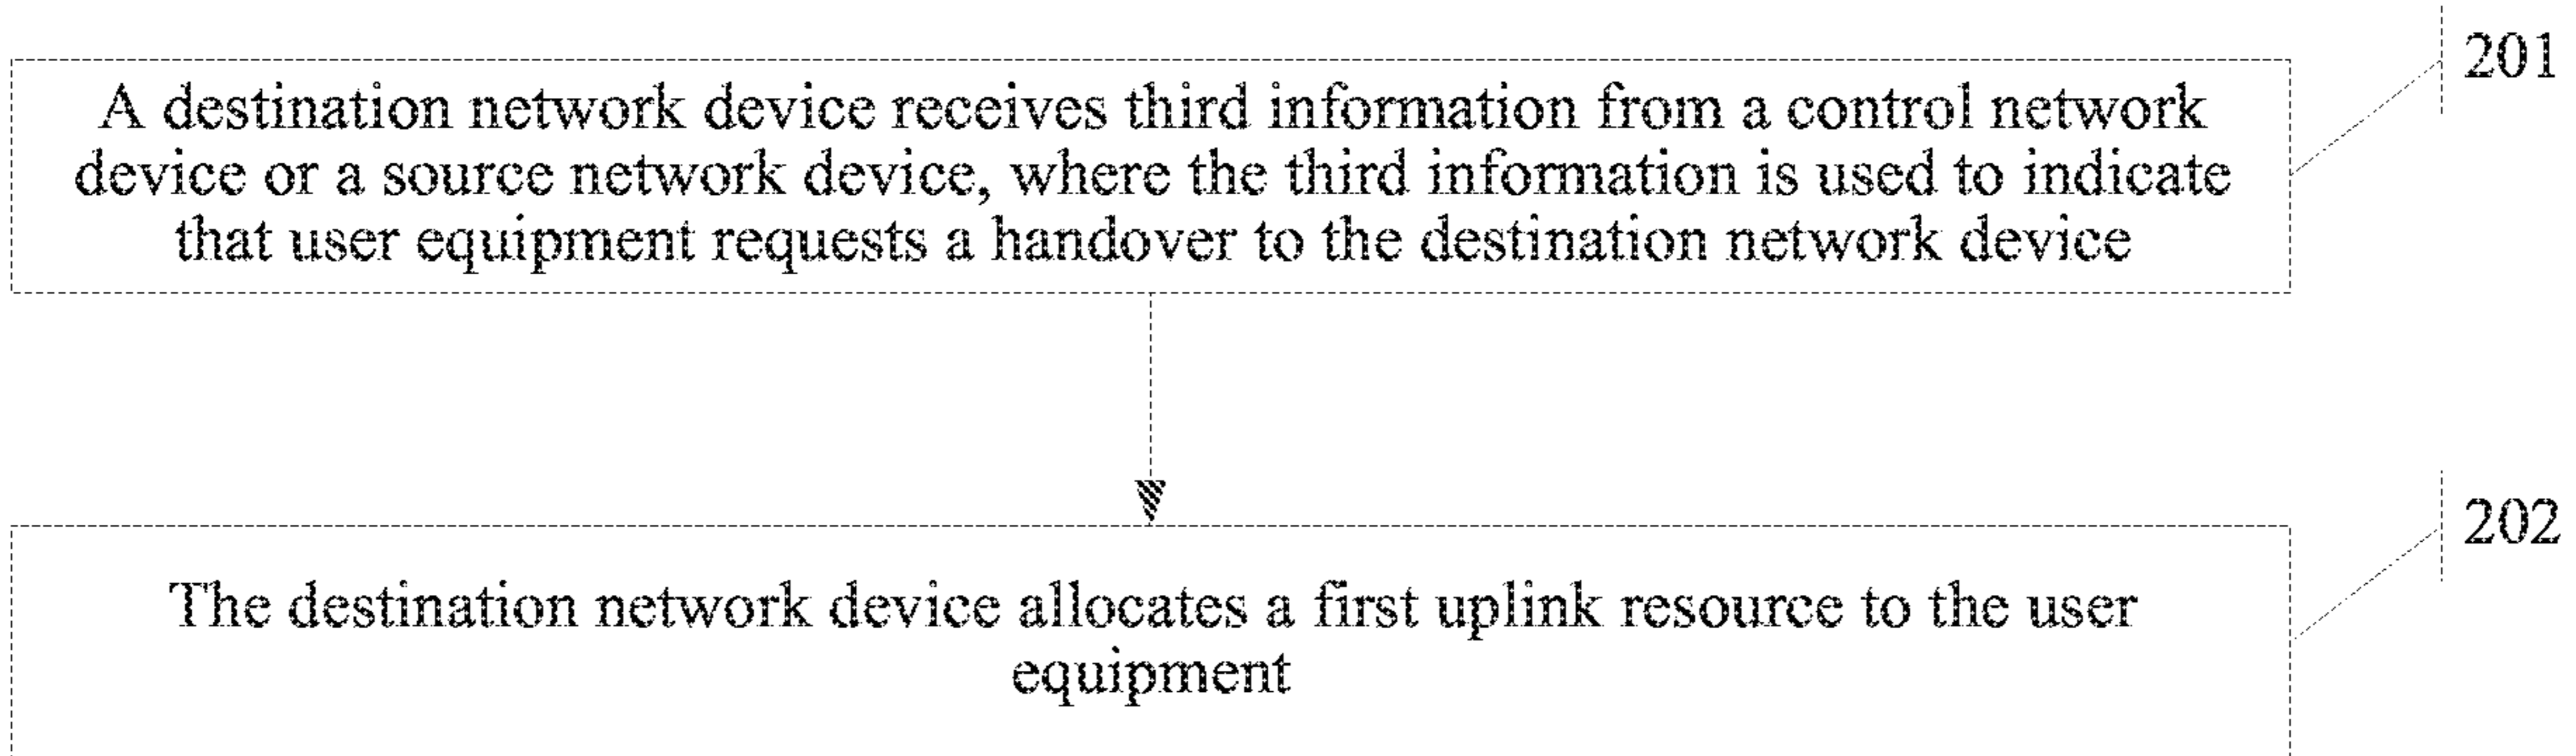 201
A destination network device receives third information from a control network
device or a source network device, where the third information is used to indicate
that user equipment requests a handover to the destination network device
202
The destination network device allocates a first uplink resource to the user
equipment